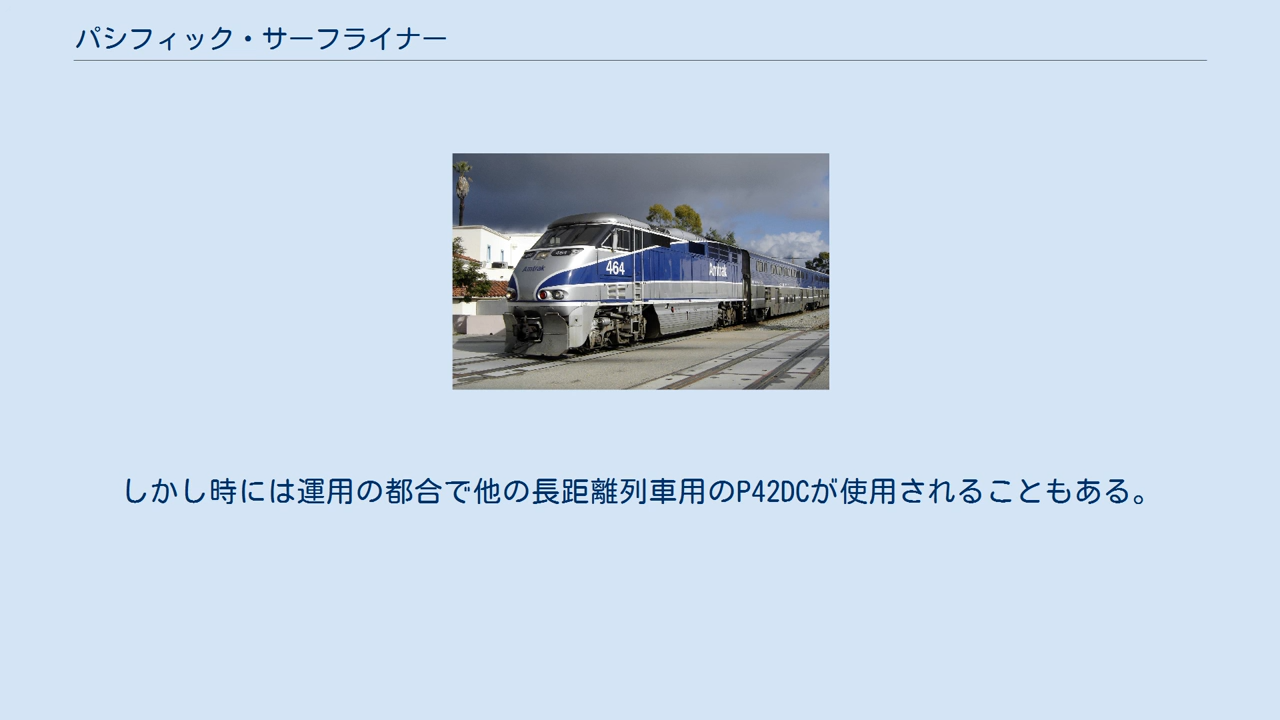 パシフィック・サーフライナー
464
Amtrak
Amtrak
しかし時には運用の都合で他の長距離列車用のP42DCが使用されることもある。